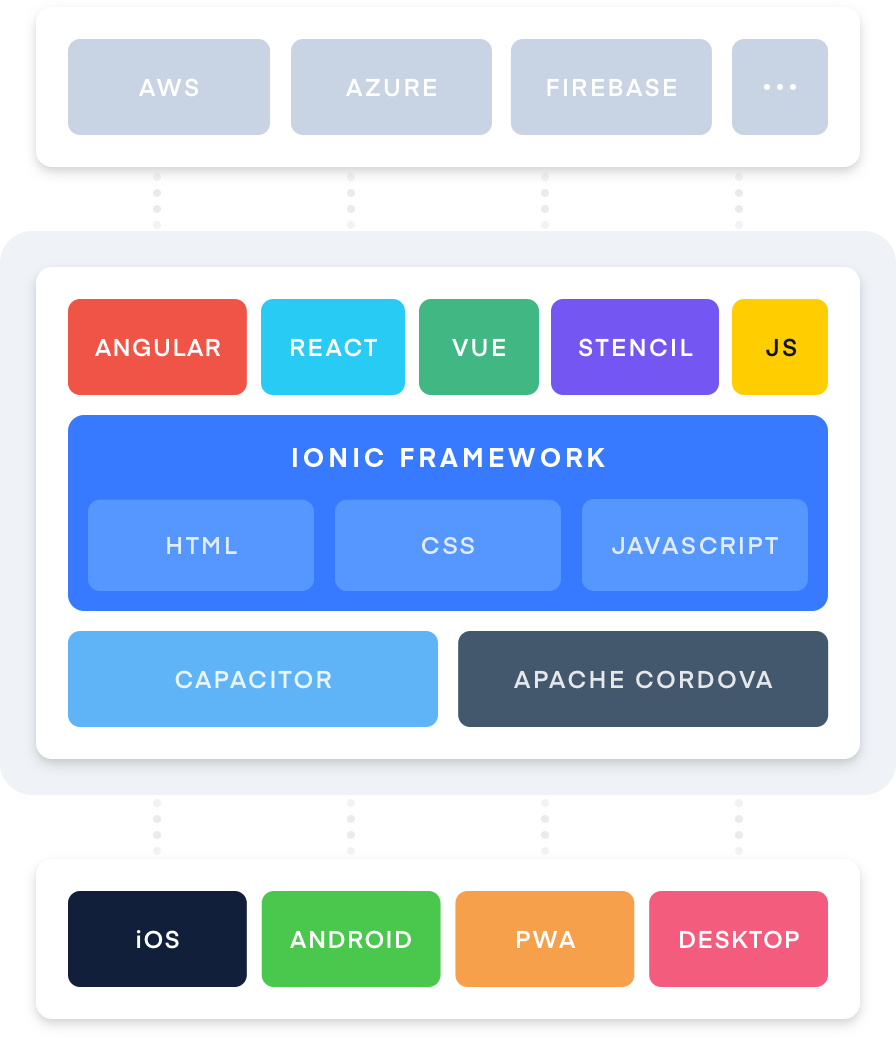 AWS AZURE FIREBASE ...
ANGULAR REACT VUE STENCIL JS
IONIC FRAMEWORK
HTML CSS JAVASCRIPT
CAPACITOR APACHE CORDOVA
iOS ANDROID PWA DESKTOP